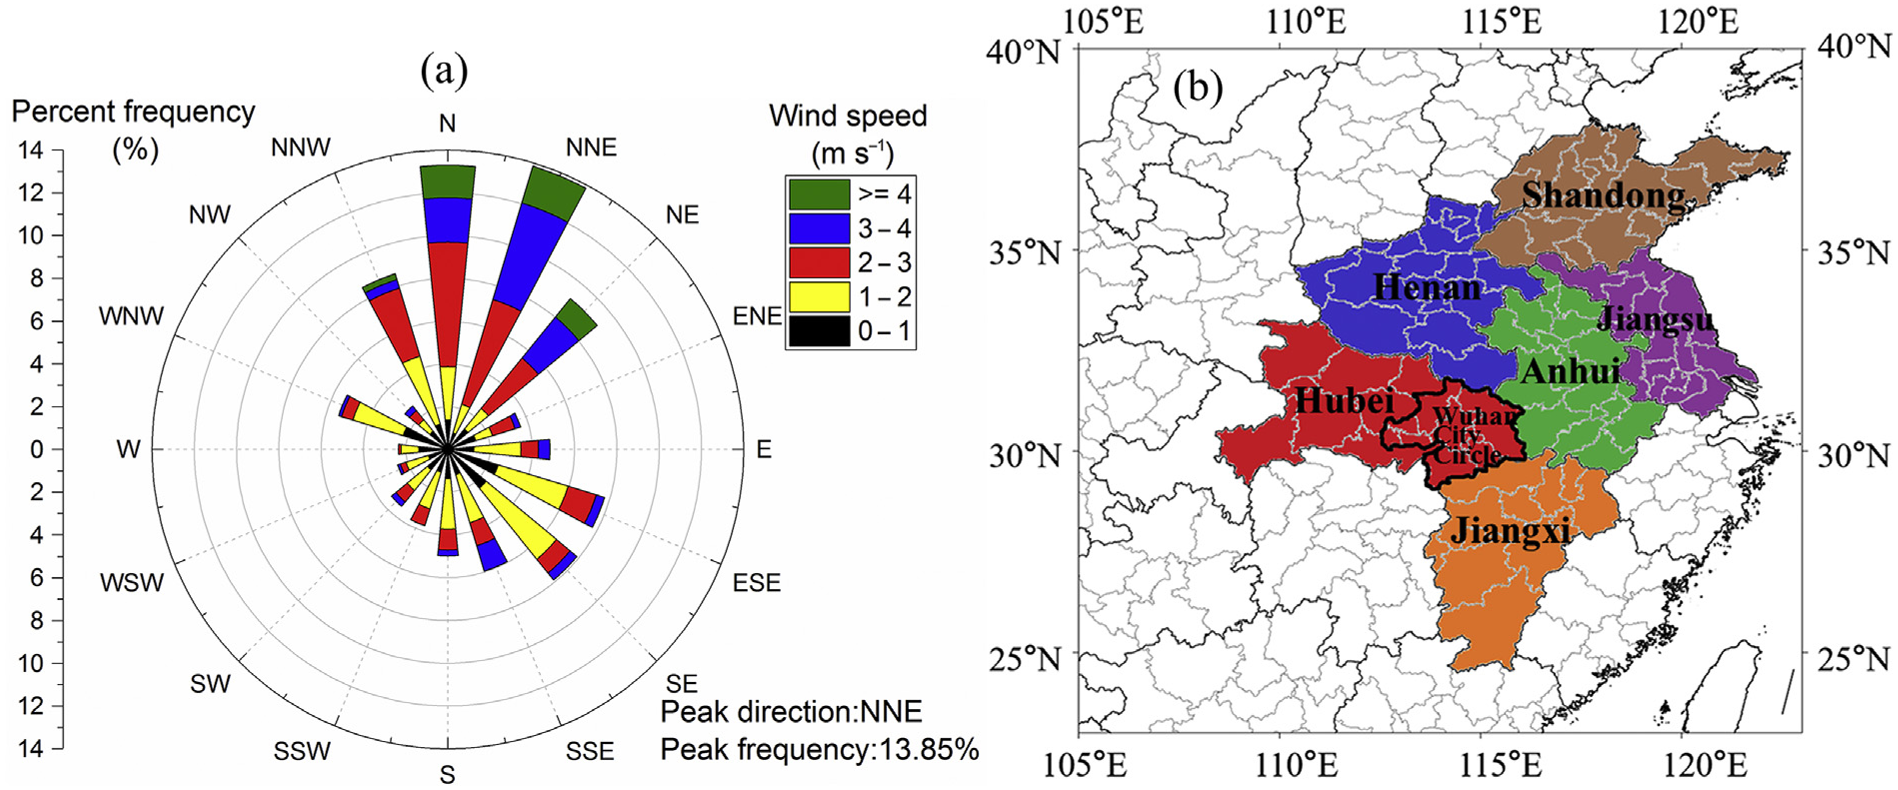 (a)
Percent frequency
(%)
14
12
10
8
6
4
2
0
2
4
6
8
10
12
14
N
NNE
NE
ENE
E
ESE
SE
SSE
S
SSW
SW
WSW
W
WNW
NW
NNW
Wind speed
(m s⁻¹)
>= 4
3 – 4
2 – 3
1 – 2
0 – 1
Peak direction:NNE
Peak frequency:13.85%
(b)
105°E 110°E 115°E 120°E
40°N 40°N
35°N 35°N
30°N 30°N
25°N 25°N
105°E 110°E 115°E 120°E
Shandong
Henan
Jiangsu
Anhui
Hubei
Wuhan
City
Circle
Jiangxi